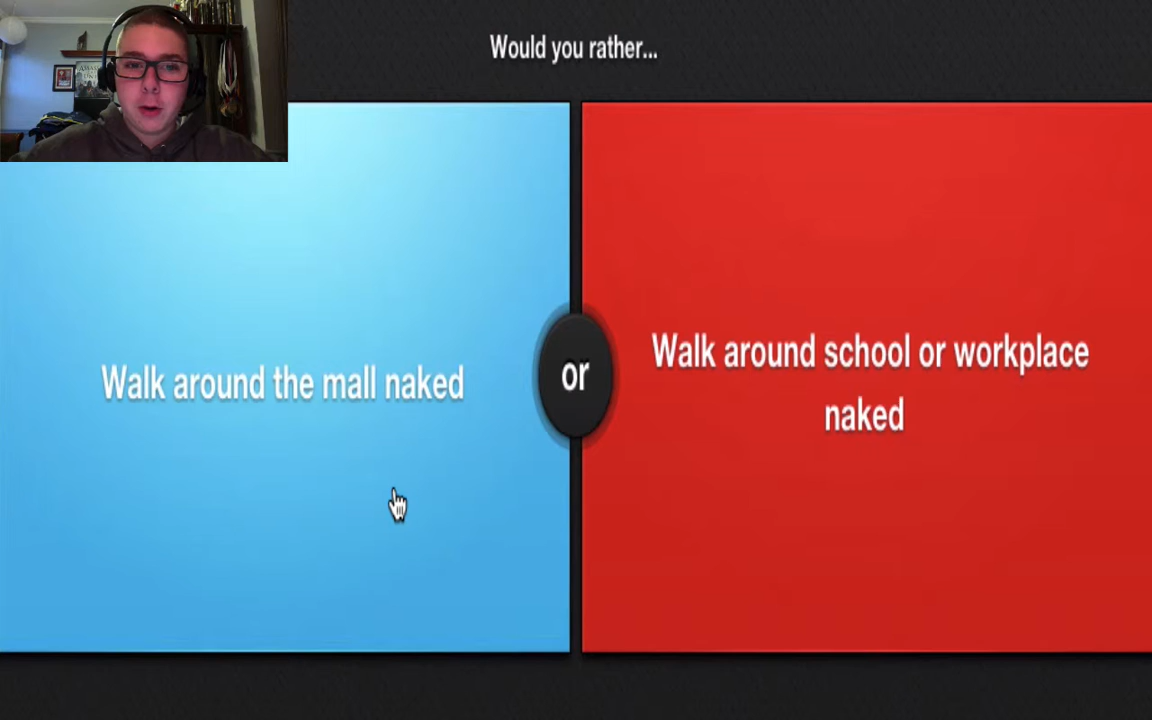 Would you rather...
Walk around the mall naked
or
Walk around school or workplace
naked